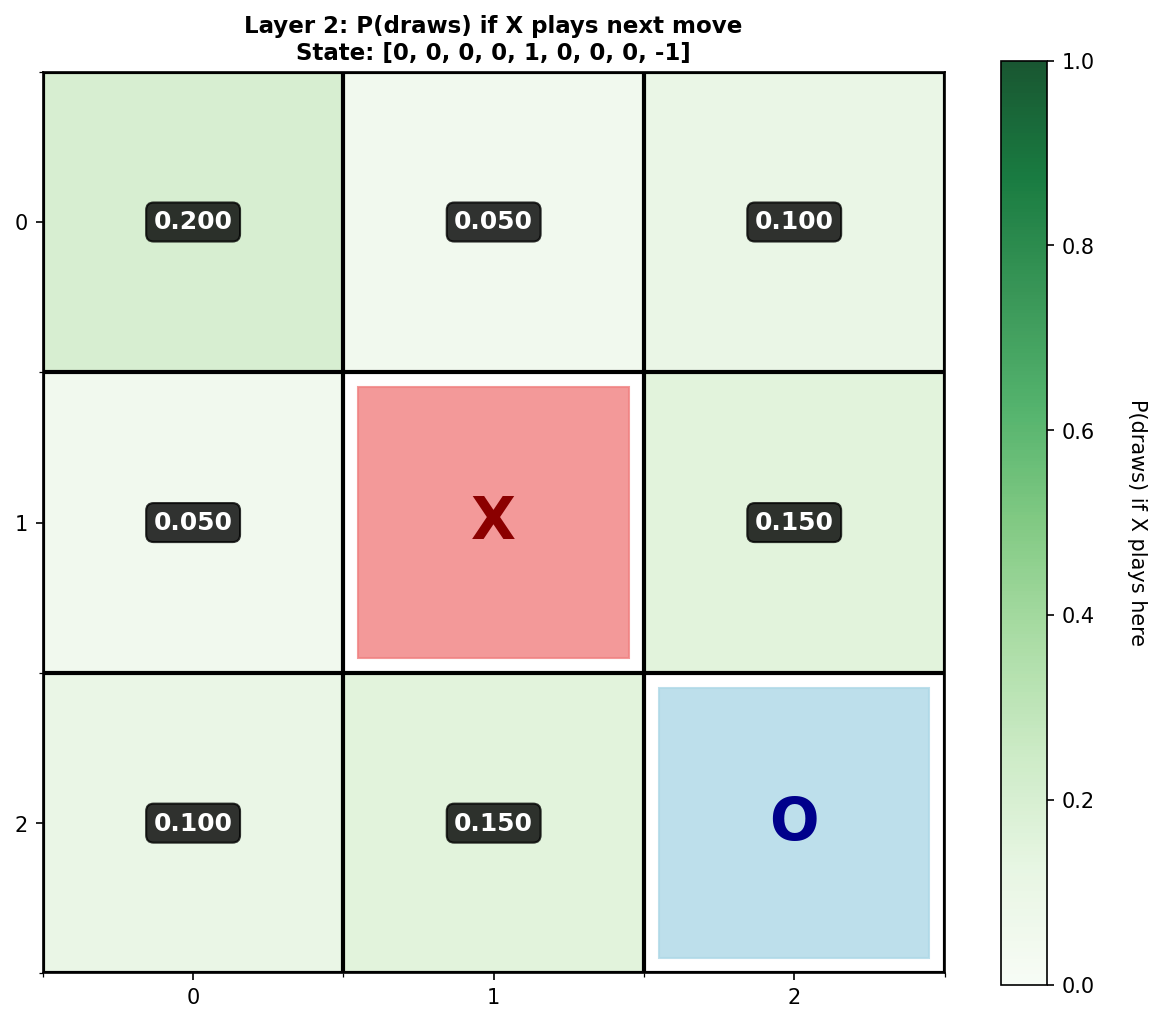 Layer 2: P(draws) if X plays next move
State: [0, 0, 0, 0, 1, 0, 0, 0, -1]
0.200 0.050 0.100
0.050 X 0.150
0.100 0.150 O
0
1
2
0 1 2
1.0
0.8
0.6
0.4
0.2
0.0
P(draws) if X plays here